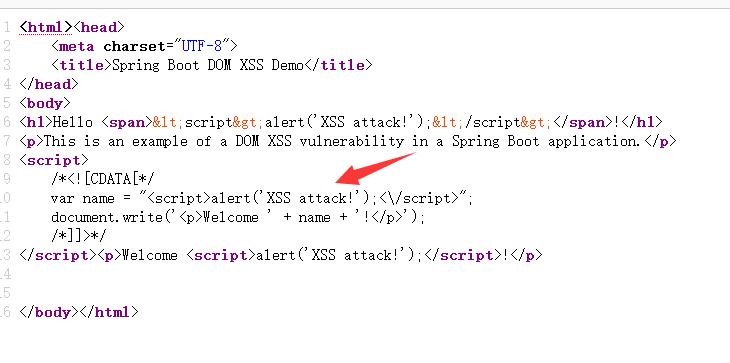 1 <html><head>
2 <meta charset="UTF-8">
3 <title>Spring Boot DOM XSS Demo</title>
4 </head>
5 <body>
6 <h1>Hello <span>&lt;script&gt;alert('XSS attack!');&lt;/script&gt;</span>!</h1>
7 <p>This is an example of a DOM XSS vulnerability in a Spring Boot application.</p>
8 <script>
9 /*<![CDATA[*/
10 var name = "<script>alert('XSS attack!');<\/script>";
11 document.write('<p>Welcome ' + name + '!</p>');
12 /*]]>*/
13 </script><p>Welcome <script>alert('XSS attack!');</script>!</p>
14
15
16 </body></html>